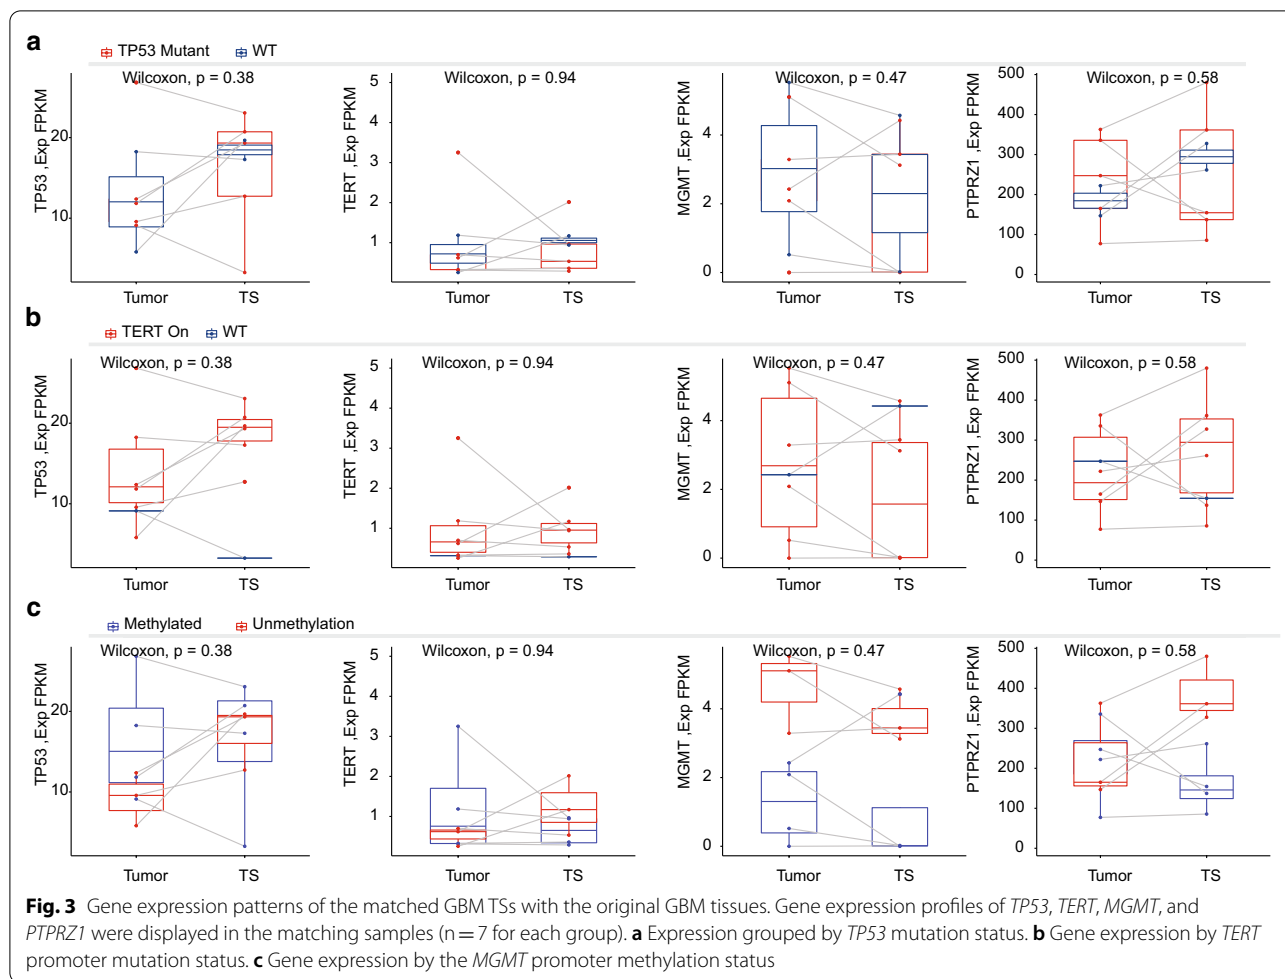 a
TP53 Mutant WT
Wilcoxon, p = 0.38
TP53 ,Exp FPKM
20
10
Tumor TS
Wilcoxon, p = 0.94
TERT ,Exp FPKM
5
4
3
2
1
Tumor TS
Wilcoxon, p = 0.47
MGMT ,Exp FPKM
4
2
0
Tumor TS
Wilcoxon, p = 0.58
PTPRZ1 ,Exp FPKM
500
400
300
200
100
0
Tumor TS
b
TERT On WT
Wilcoxon, p = 0.38
TP53 ,Exp FPKM
20
10
Tumor TS
Wilcoxon, p = 0.94
TERT ,Exp FPKM
5
4
3
2
1
Tumor TS
Wilcoxon, p = 0.47
MGMT ,Exp FPKM
4
2
0
Tumor TS
Wilcoxon, p = 0.58
PTPRZ1 ,Exp FPKM
500
400
300
200
100
0
Tumor TS
c
Methylated Unmethylation
Wilcoxon, p = 0.38
TP53 ,Exp FPKM
20
10
Tumor TS
Wilcoxon, p = 0.94
TERT ,Exp FPKM
5
4
3
2
1
Tumor TS
Wilcoxon, p = 0.47
MGMT ,Exp FPKM
4
2
0
Tumor TS
Wilcoxon, p = 0.58
PTPRZ1 ,Exp FPKM
500
400
300
200
100
0
Tumor TS
Fig. 3 Gene expression patterns of the matched GBM TSs with the original GBM tissues. Gene expression profiles of TP53, TERT, MGMT, and
PTPRZ1 were displayed in the matching samples (n = 7 for each group). a Expression grouped by TP53 mutation status. b Gene expression by TERT
promoter mutation status. c Gene expression by the MGMT promoter methylation status